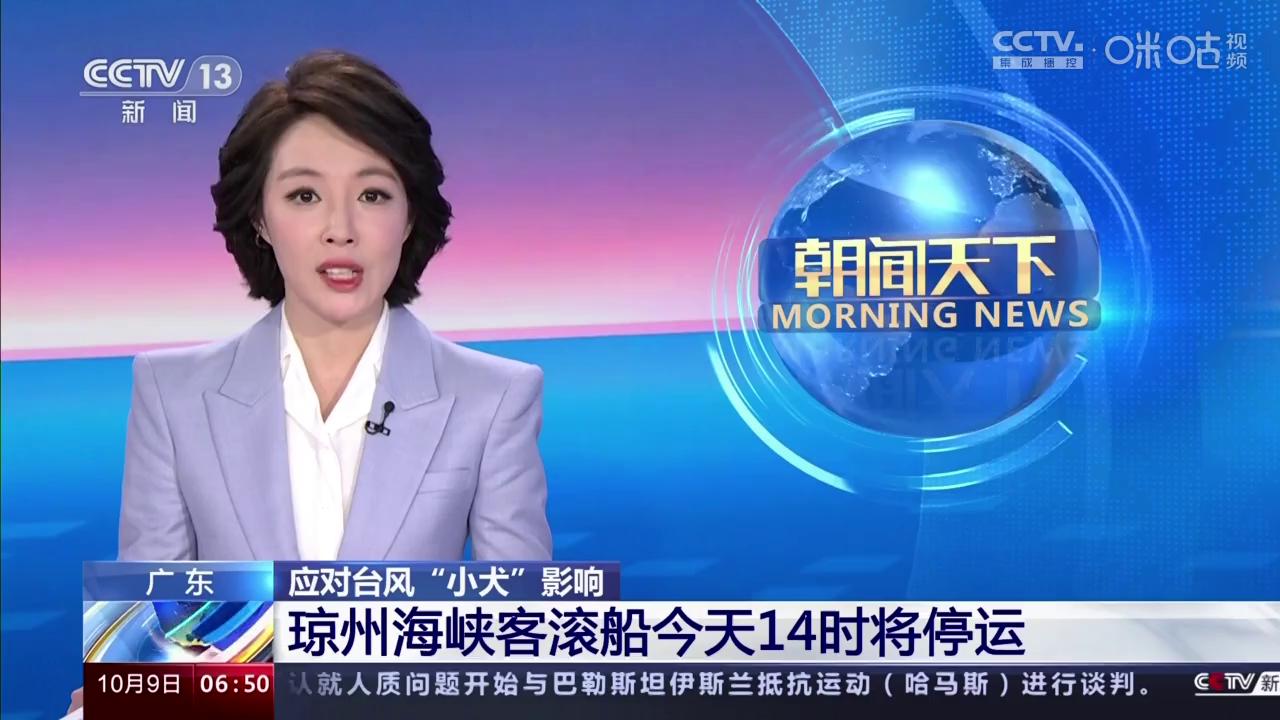 CCTV 13
新闻
CCTV.
集成播控
咪咕视频
朝闻天下
MORNING NEWS
广东
应对台风“小犬”影响
琼州海峡客滚船今天14时将停运
10月9日 06:50
认就人质问题开始与巴勒斯坦伊斯兰抵抗运动（哈马斯）进行谈判。 CCTV 新